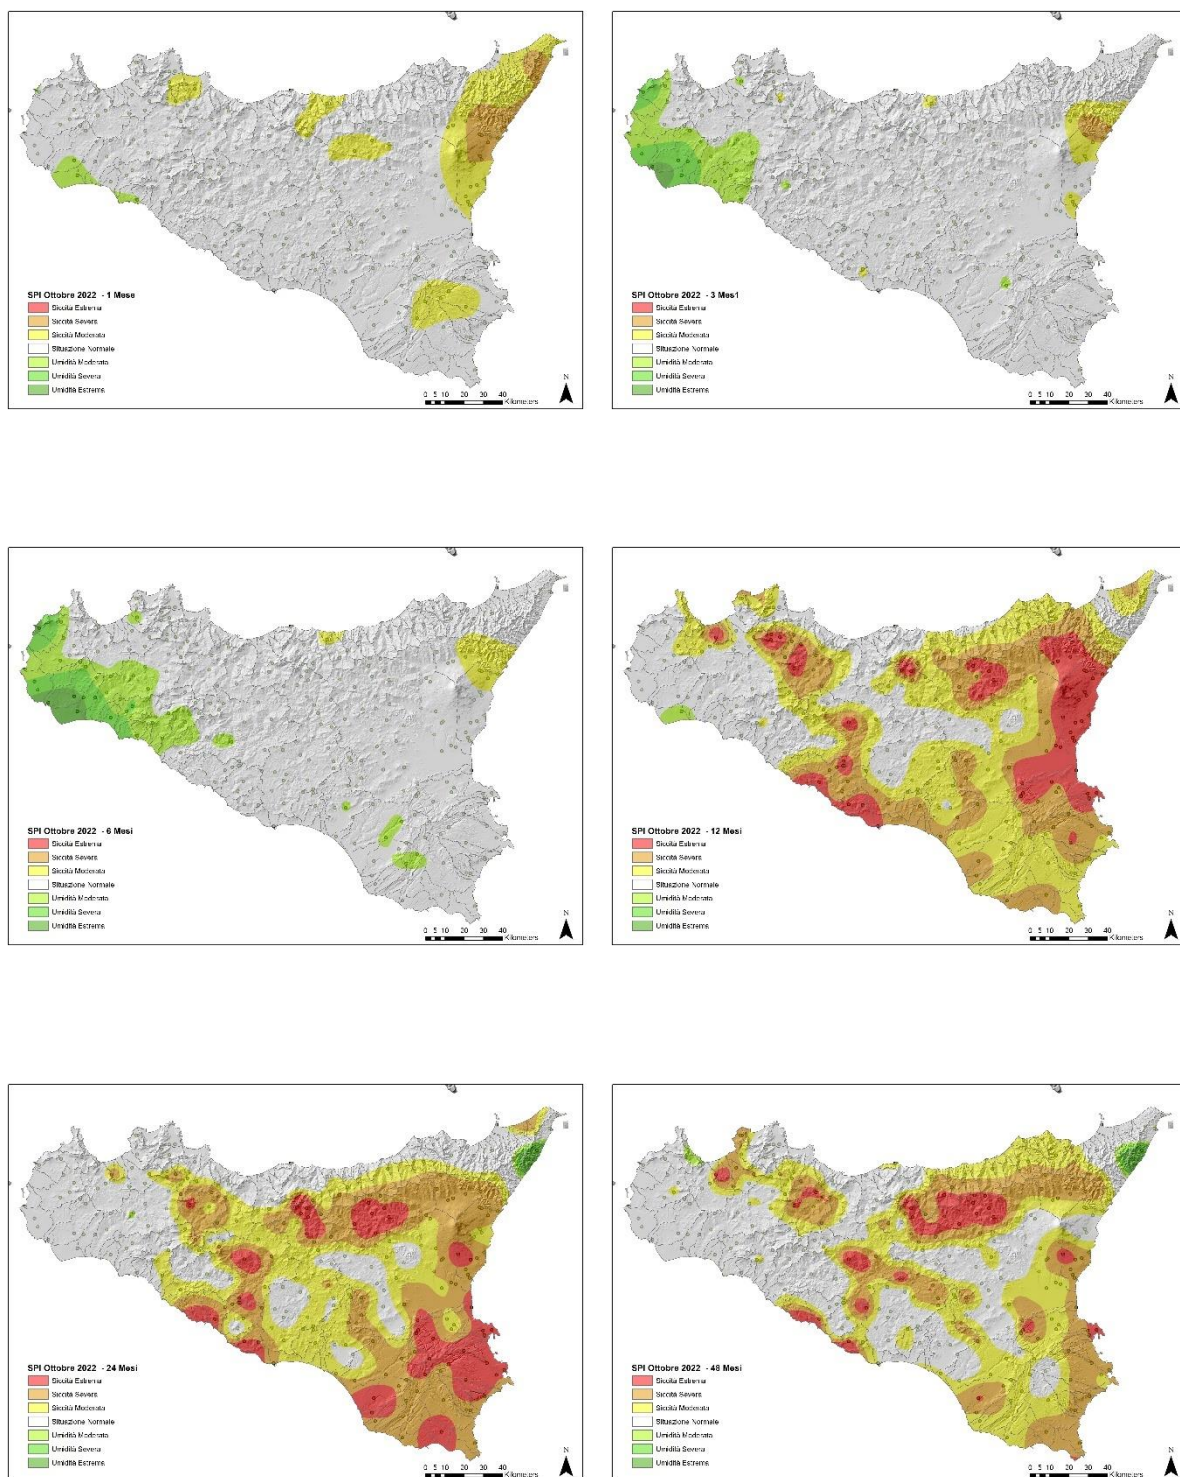 SPI Ottobre 2022 - 1 Mese
Siccità Estrema
Siccità Severa
Siccità Moderata
Situazione Normale
Umidità Moderata
Umidità Severa
Umidità Estrema
0 5 10 20 30 40
Kilometers
N
SPI Ottobre 2022 - 3 Mes1
Siccità Estrema
Siccità Severa
Siccità Moderata
Situazione Normale
Umidità Moderata
Umidità Severa
Umidità Estrema
0 5 10 20 30 40
Kilometers
N
SPI Ottobre 2022 - 6 Mesi
Siccità Estrema
Siccità Severa
Siccità Moderata
Situazione Normale
Umidità Moderata
Umidità Severa
Umidità Estrema
0 5 10 20 30 40
Kilometers
N
SPI Ottobre 2022 - 12 Mesi
Siccità Estrema
Siccità Severa
Siccità Moderata
Situazione Normale
Umidità Moderata
Umidità Severa
Umidità Estrema
0 5 10 20 30 40
Kilometers
N
SPI Ottobre 2022 - 24 Mesi
Siccità Estrema
Siccità Severa
Siccità Moderata
Situazione Normale
Umidità Moderata
Umidità Severa
Umidità Estrema
0 5 10 20 30 40
Kilometers
N
SPI Ottobre 2022 - 48 Mesi
Siccità Estrema
Siccità Severa
Siccità Moderata
Situazione Normale
Umidità Moderata
Umidità Severa
Umidità Estrema
0 5 10 20 30 40
Kilometers
N